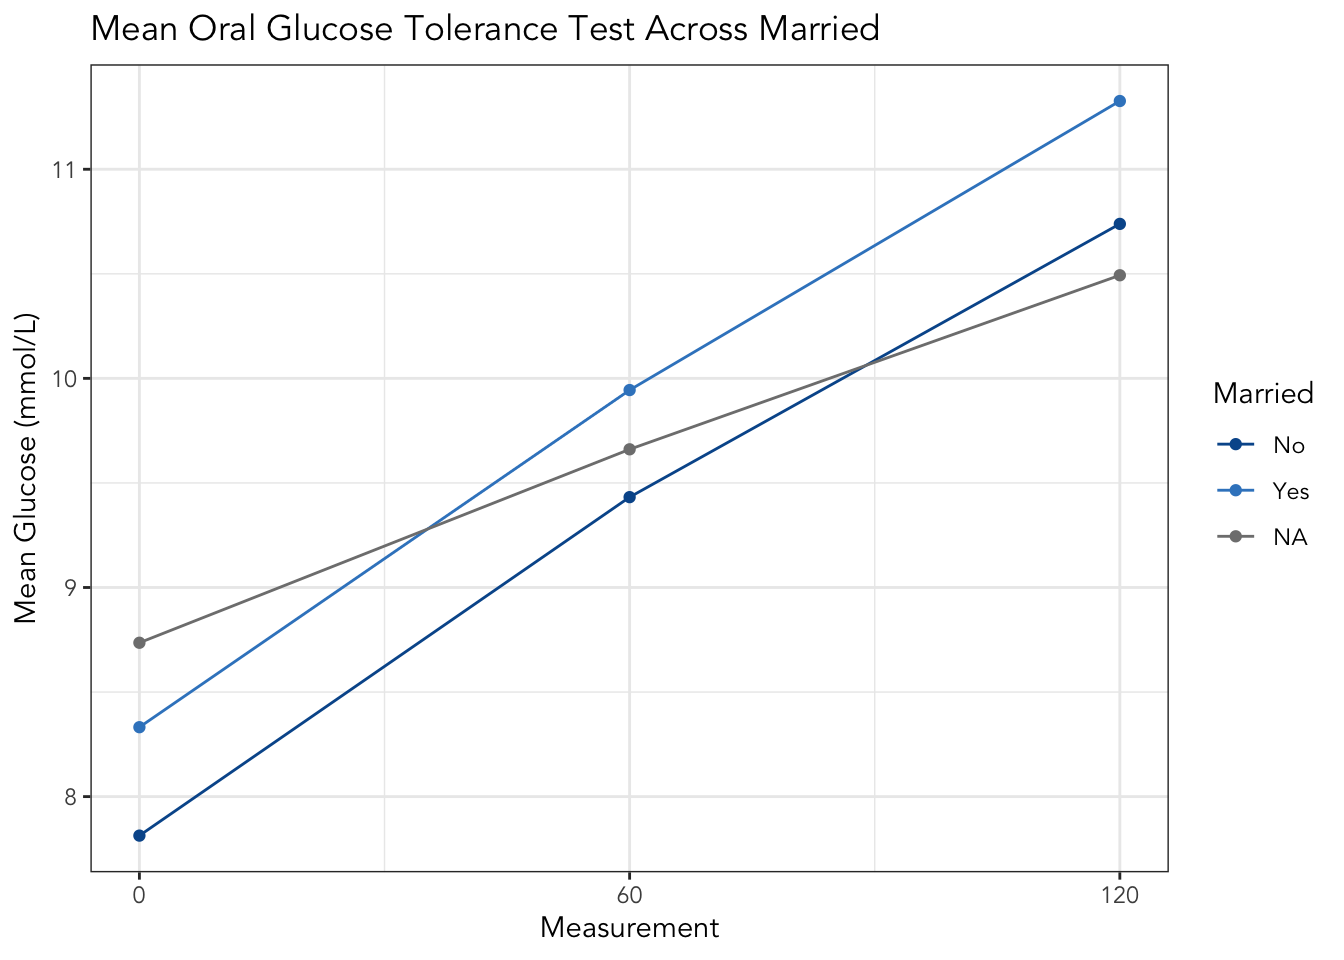 Mean Oral Glucose Tolerance Test Across Married
Mean Glucose (mmol/L)
11
10
9
8
0 60 120
Measurement
Married
No
Yes
NA